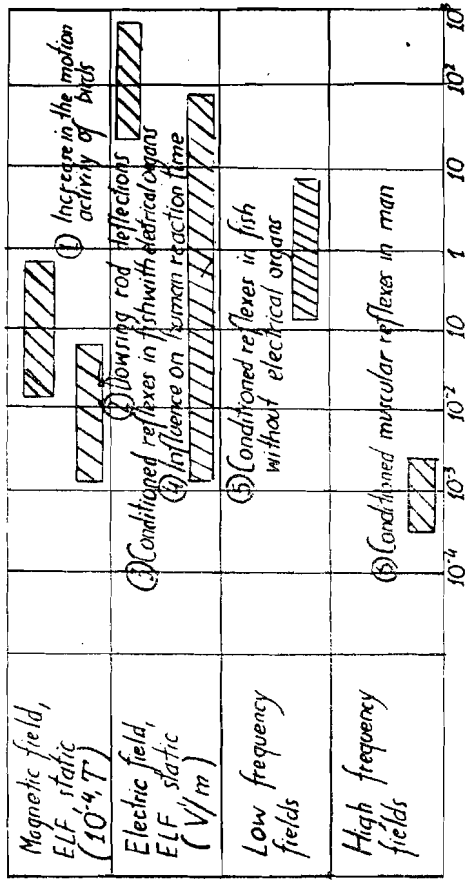 Magnetic field,
ELF static
(10⁻⁴, T)
① Increase in the motion
activity of birds
② Dowsing rod deflections
Electric field,
ELF static
(V/m)
③ Conditioned reflexes in fish with eletrical organs
④ Influence on human reaction time
Low frequency
fields
⑤ Conditioned reflexes in fish
without electrical organs
High frequency
fields
⑥ Conditioned muscular reflexes in man
10⁻⁴ 10⁻³ 10⁻² 10 1 10 10² 10³